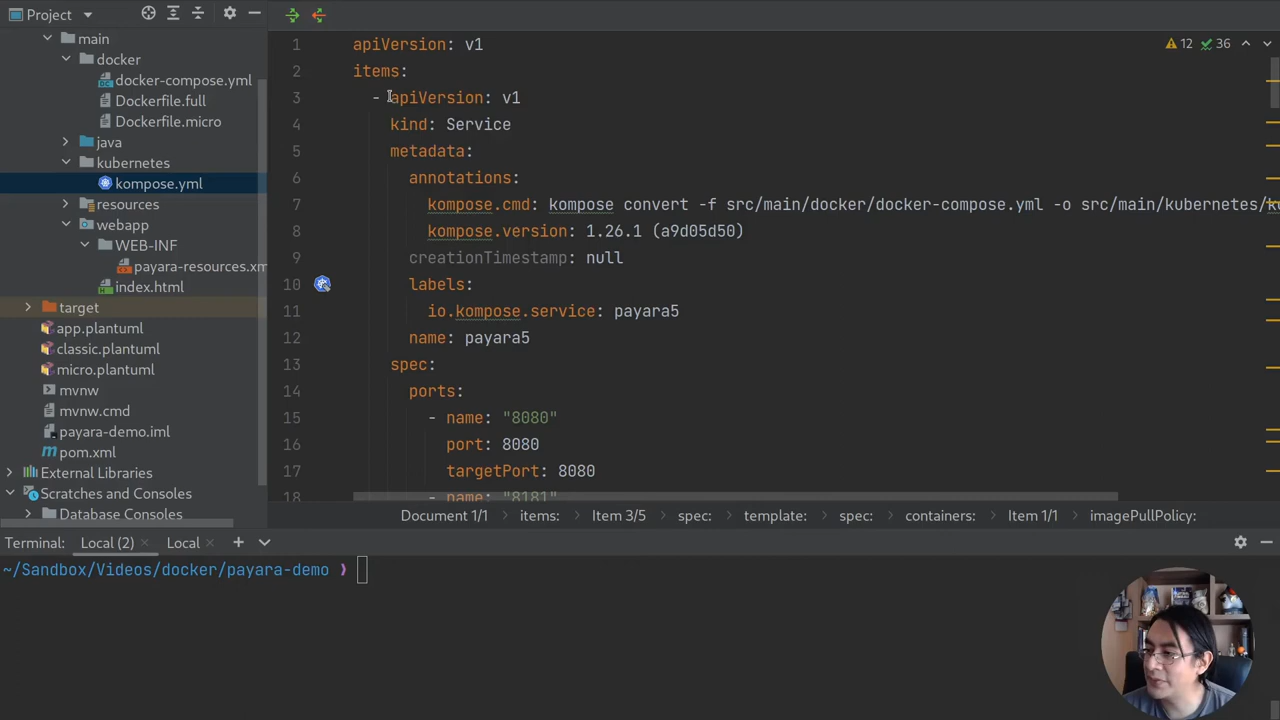 Project
main
docker
docker-compose.yml
Dockerfile.full
Dockerfile.micro
java
kubernetes
kompose.yml
resources
webapp
WEB-INF
payara-resources.xm
index.html
target
app.plantuml
classic.plantuml
micro.plantuml
mvnw
mvnw.cmd
payara-demo.iml
pom.xml
External Libraries
Scratches and Consoles
Database Consoles
12 36
1 apiVersion: v1
2 items:
3 - apiVersion: v1
4 kind: Service
5 metadata:
6 annotations:
7 kompose.cmd: kompose convert -f src/main/docker/docker-compose.yml -o src/main/kubernetes/k
8 kompose.version: 1.26.1 (a9d05d50)
9 creationTimestamp: null
10 labels:
11 io.kompose.service: payara5
12 name: payara5
13 spec:
14 ports:
15 - name: "8080"
16 port: 8080
17 targetPort: 8080
18 - name: "8181"
Document 1/1 items: Item 3/5 spec: template: spec: containers: Item 1/1 imagePullPolicy:
Terminal: Local (2) × Local × +
~/Sandbox/Videos/docker/payara-demo ❯